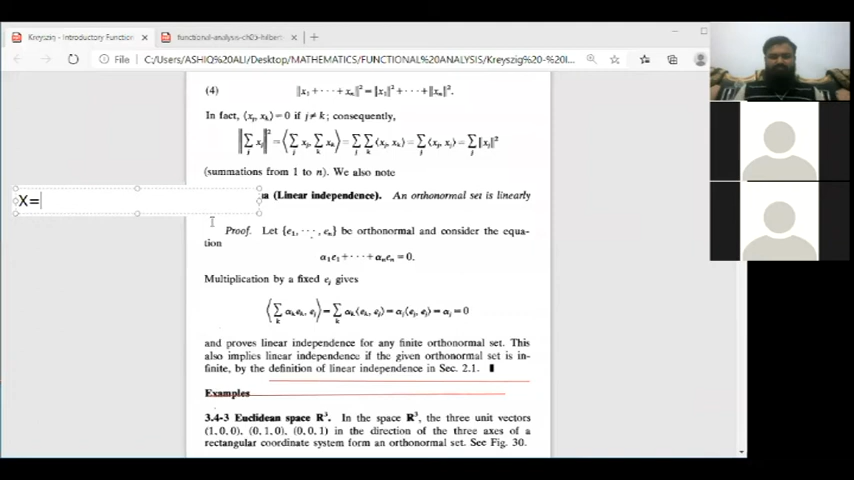 Kreyszig - Introductory Function
functional-analysis-ch23-hilber
File
C:/Users/ASHIQ ALI/Desktop/MATHEMATICS/FUNCTIONAL ANALYSIS/Kreyszig%20-%20I...
(4) ‖x₁ + ··· + xₙ‖² = ‖x₁‖² + ··· + ‖xₙ‖².
In fact, ⟨xⱼ, xₖ⟩ = 0 if j ≠ k; consequently,
‖∑ⱼ xⱼ‖² = ⟨∑ⱼ xⱼ, ∑ₖ xₖ⟩ = ∑ⱼ ∑ₖ ⟨xⱼ, xₖ⟩ = ∑ⱼ ⟨xⱼ, xⱼ⟩ = ∑ⱼ ‖xⱼ‖²
(summations from 1 to n). We also note
X=
(Linear independence). An orthonormal set is linearly
Proof. Let {e₁, ···, eₙ} be orthonormal and consider the equa-
tion
α₁e₁ + ··· + αₙeₙ = 0.
Multiplication by a fixed eⱼ gives
⟨∑ₖ αₖeₖ, eⱼ⟩ = ∑ₖ αₖ⟨eₖ, eⱼ⟩ = αⱼ⟨eⱼ, eⱼ⟩ = αⱼ = 0
and proves linear independence for any finite orthonormal set. This
also implies linear independence if the given orthonormal set is in-
finite, by the definition of linear independence in Sec. 2.1. ∎
Examples
3.4-3 Euclidean space R³. In the space R³, the three unit vectors
(1, 0, 0), (0, 1, 0), (0, 0, 1) in the direction of the three axes of a
rectangular coordinate system form an orthonormal set. See Fig. 30.